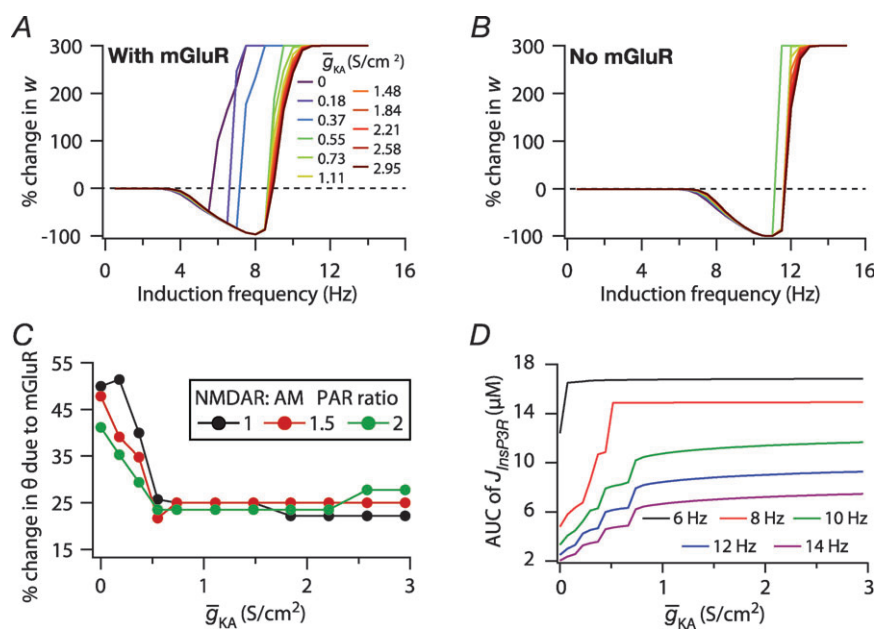 A
With mGluR
300
200
100
0
-100
% change in w
ḡKA (S/cm²)
0
0.18
0.37
0.55
0.73
1.11
1.48
1.84
2.21
2.58
2.95
0 4 8 12 16
Induction frequency (Hz)
B
No mGluR
300
200
100
0
-100
% change in w
0 4 8 12 16
Induction frequency (Hz)
C
55
45
35
25
15
% change in θ due to mGluR
NMDAR: AM PAR ratio
1 1.5 2
0 1 2 3
ḡKA (S/cm²)
D
18
14
10
6
2
AUC of JInsP3R (μM)
6 Hz 8 Hz 10 Hz
12 Hz 14 Hz
0 1 2 3
ḡKA (S/cm²)